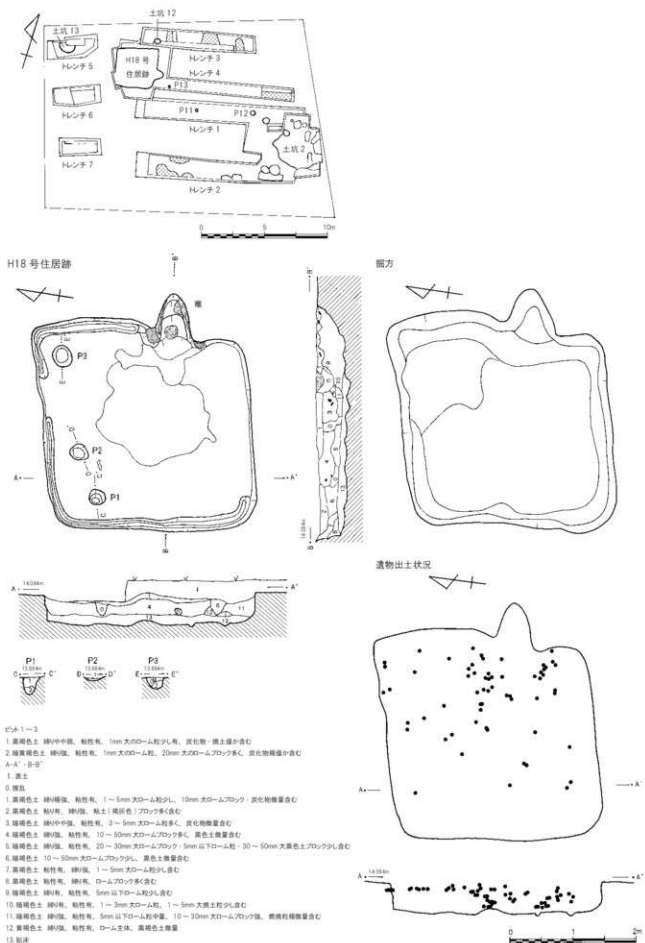 土坑 13
土坑 12
トレンチ 5
H18 号
住居跡
トレンチ 3
トレンチ 4
P13
トレンチ 6
P11
P12
トレンチ 1
土坑 2
トレンチ 7
トレンチ 2
0 5 10m
H18 号住居跡
掘方
竈
P3
P2
P1
A
A'
B
B'
遺物出土状況
14.064m
P1 P2 P3
13.664m 13.664m 13.664m
C C' D D' E E'
ピット 1 ～ 3
1. 黒褐色土 締りやや弱、粘性有、1mm 大のローム粒少し有、炭化物・焼土僅か含む
2. 暗黄褐色土 締り強、粘性有、1mm 大のローム粒、20mm 大のロームブロック多く、炭化物極僅か含む
A-A'・B-B'
I. 表土
0. 攪乱
1. 黒褐色土 締り極強、粘性有、1 ～ 5mm 大ローム粒少し、10mm 大ロームブロック・炭化物微量含む
2. 黒褐色土 粘り有、締り強、粘土(褐灰色)ブロック多く含む
3. 暗褐色土 締りやや強、粘性有、3 ～ 5mm 大ローム粒多く、炭化物微量含む
4. 暗褐色土 締り強、粘性有、10 ～ 50mm 大ロームブロック多く、黒色土微量含む
5. 暗褐色土 締り強、粘性有、20 ～ 30mm 大ロームブロック・5mm 以下ローム粒・30 ～ 50mm 大黒色土ブロック少し含む
6. 暗褐色土 10 ～ 50mm 大ロームブロック少し、黒色土微量含む
7. 黒褐色土 粘性有、締り強、1 ～ 5mm 大ローム粒少し含む
8. 黒褐色土 粘性有、締り有、ロームブロック多く含む
9. 暗褐色土 締り有、粘性有、5mm 以下ローム粒少し含む
10. 暗褐色土 締り有、粘性有、1 ～ 3mm 大ローム粒、1 ～ 5mm 大焼土粒少し含む
11. 暗褐色土 締り強、粘性有、5mm 以下ローム粒中量、10 ～ 30mm 大ロームブロック強、燃焼粒極微量含む
12. 黄褐色土 締り有、粘性有、ローム主体、黒褐色土微量
13. 貼床
A
A'
14.064m
0 1 2m